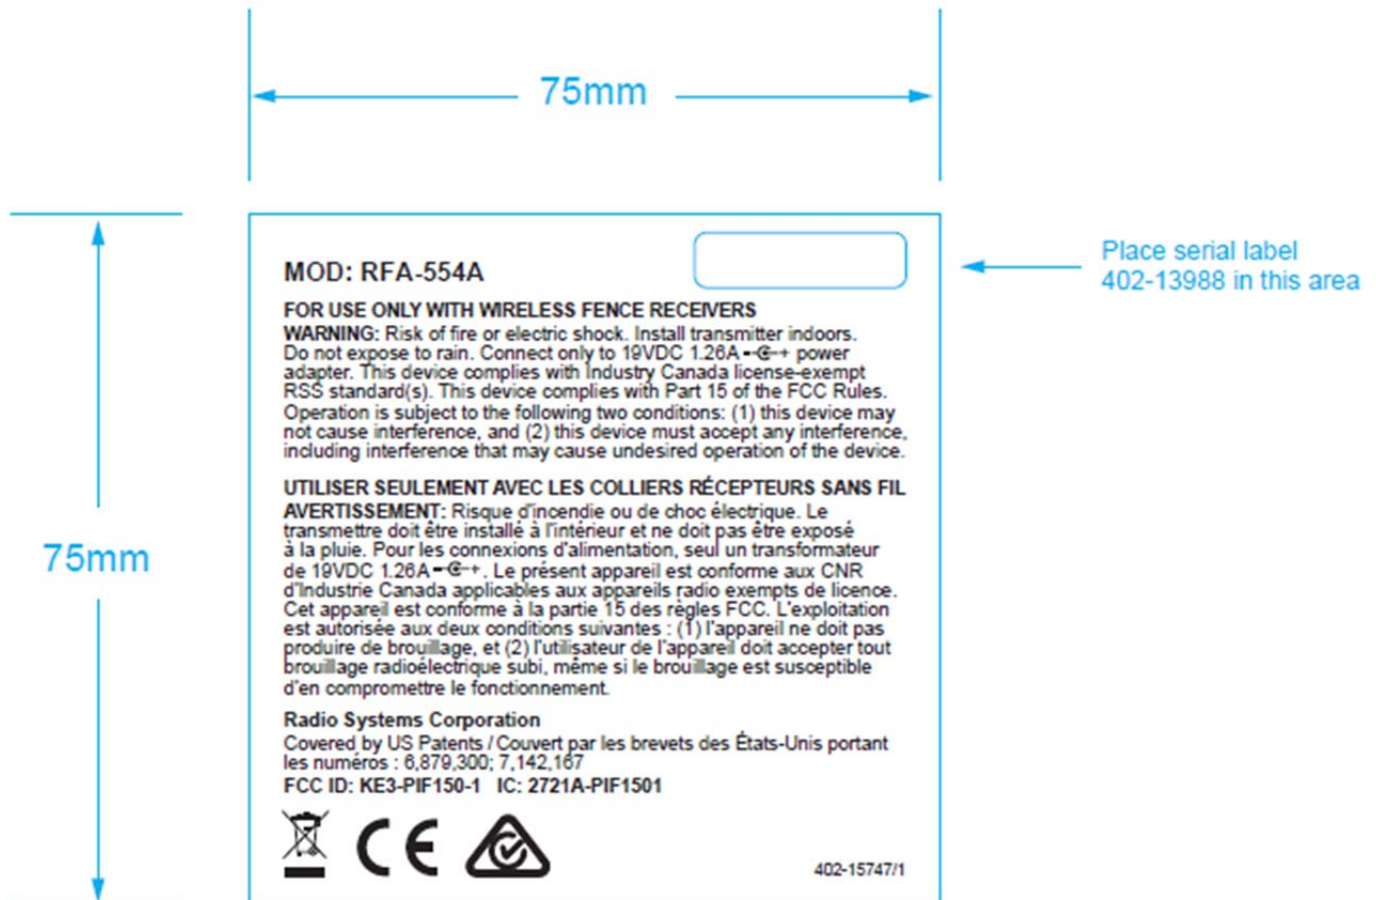 75mm
Place serial label
402-13988 in this area
MOD: RFA-554A
FOR USE ONLY WITH WIRELESS FENCE RECEIVERS
WARNING: Risk of fire or electric shock. Install transmitter indoors.
Do not expose to rain. Connect only to 19VDC 1.26A power
adapter. This device complies with Industry Canada license-exempt
RSS standard(s). This device complies with Part 15 of the FCC Rules.
Operation is subject to the following two conditions: (1) this device may
not cause interference, and (2) this device must accept any interference,
including interference that may cause undesired operation of the device.
UTILISER SEULEMENT AVEC LES COLLIERS RÉCEPTEURS SANS FIL
AVERTISSEMENT: Risque d'incendie ou de choc électrique. Le
transmettre doit être installé à l'intérieur et ne doit pas être exposé
à la pluie. Pour les connexions d'alimentation, seul un transformateur
75mm
de 19VDC 1.26A. Le présent appareil est conforme aux CNR
d'Industrie Canada applicables aux appareils radio exempts de licence.
Cet appareil est conforme à la partie 15 des règles FCC. L'exploitation
est autorisée aux deux conditions suivantes : (1) l'appareil ne doit pas
produire de brouillage, et (2) l'utilisateur de l'appareil doit accepter tout
brouillage radioélectrique subi, même si le brouillage est susceptible
d'en compromettre le fonctionnement.
Radio Systems Corporation
Covered by US Patents / Couvert par les brevets des États-Unis portant
les numéros : 6,879,300; 7,142,167
FCC ID: KE3-PIF150-1 IC: 2721A-PIF1501
CE
402-15747/1